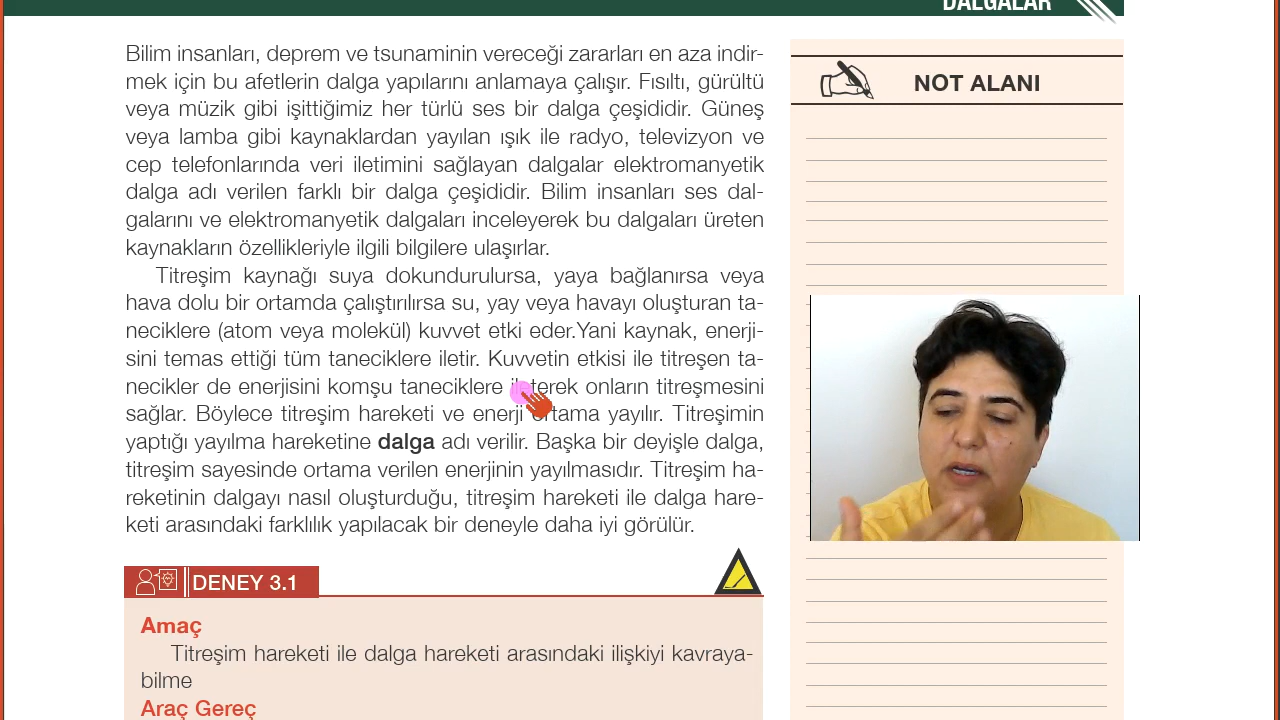 DALGALAR
Bilim insanları, deprem ve tsunaminin vereceği zararları en aza indir-
mek için bu afetlerin dalga yapılarını anlamaya çalışır. Fısıltı, gürültü
veya müzik gibi işittiğimiz her türlü ses bir dalga çeşididir. Güneş
veya lamba gibi kaynaklardan yayılan ışık ile radyo, televizyon ve
cep telefonlarında veri iletimini sağlayan dalgalar elektromanyetik
dalga adı verilen farklı bir dalga çeşididir. Bilim insanları ses dal-
galarını ve elektromanyetik dalgaları inceleyerek bu dalgaları üreten
kaynakların özellikleriyle ilgili bilgilere ulaşırlar.
Titreşim kaynağı suya dokundurulursa, yaya bağlanırsa veya
hava dolu bir ortamda çalıştırılırsa su, yay veya havayı oluşturan ta-
neciklere (atom veya molekül) kuvvet etki eder.Yani kaynak, enerji-
sini temas ettiği tüm taneciklere iletir. Kuvvetin etkisi ile titreşen ta-
necikler de enerjisini komşu taneciklere onların titreşmesini
sağlar. Böylece titreşim hareketi ve enerji ortama yayılır. Titreşimin
yaptığı yayılma hareketine dalga adı verilir. Başka bir deyişle dalga,
titreşim sayesinde ortama verilen enerjinin yayılmasıdır. Titreşim ha-
reketinin dalgayı nasıl oluşturduğu, titreşim hareketi ile dalga hare-
keti arasındaki farklılık yapılacak bir deneyle daha iyi görülür.
DENEY 3.1
Amaç
Titreşim hareketi ile dalga hareketi arasındaki ilişkiyi kavraya-
bilme
Araç Gereç
NOT ALANI